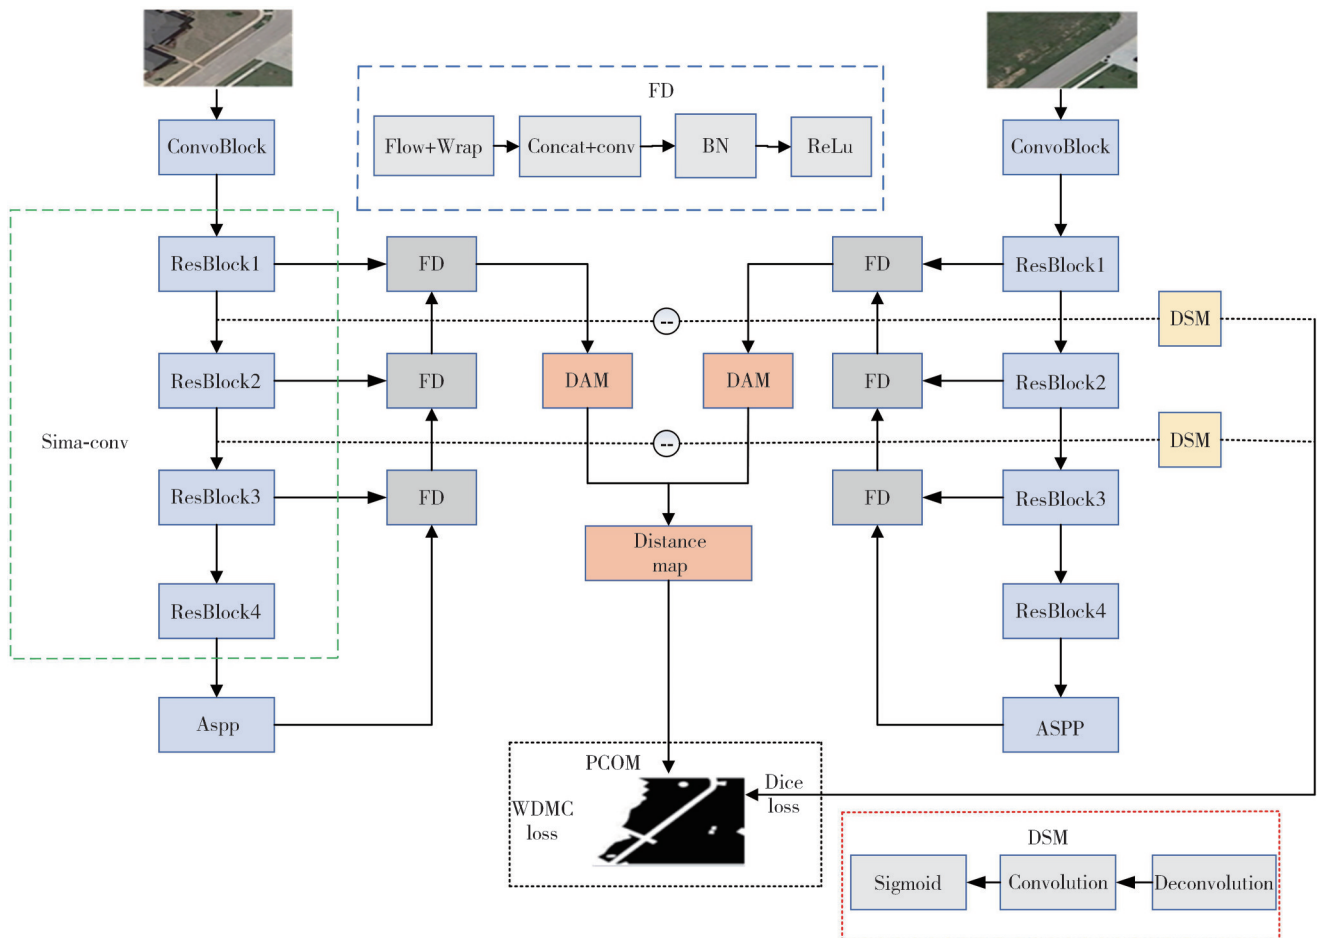 FD
Flow+Wrap
Concat+conv
BN
ReLu
ConvoBlock
ConvoBlock
ResBlock1
FD
FD
ResBlock1
--
DSM
ResBlock2
FD
DAM
DAM
FD
ResBlock2
Sima-conv
--
DSM
ResBlock3
FD
FD
ResBlock3
Distance
map
ResBlock4
ResBlock4
Aspp
ASPP
PCOM
WDMC
loss
Dice
loss
DSM
Sigmoid
Convolution
Deconvolution